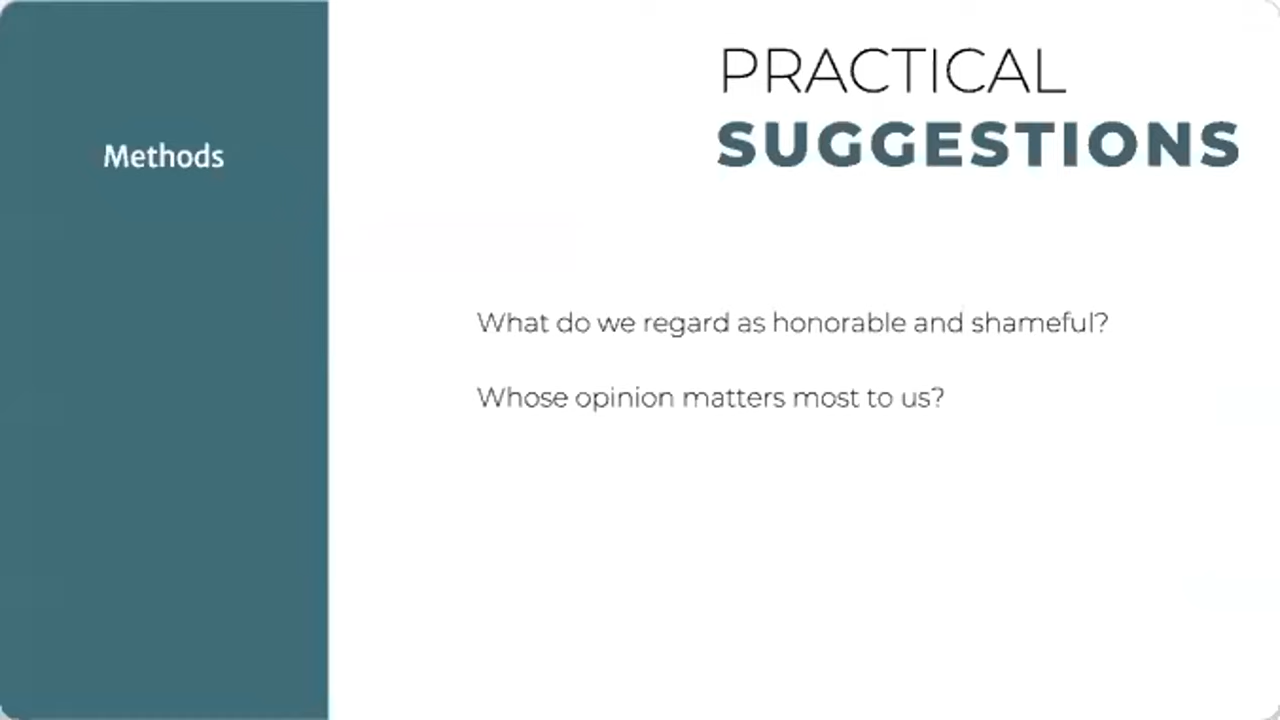 PRACTICAL
SUGGESTIONS
Methods
What do we regard as honorable and shameful?
Whose opinion matters most to us?